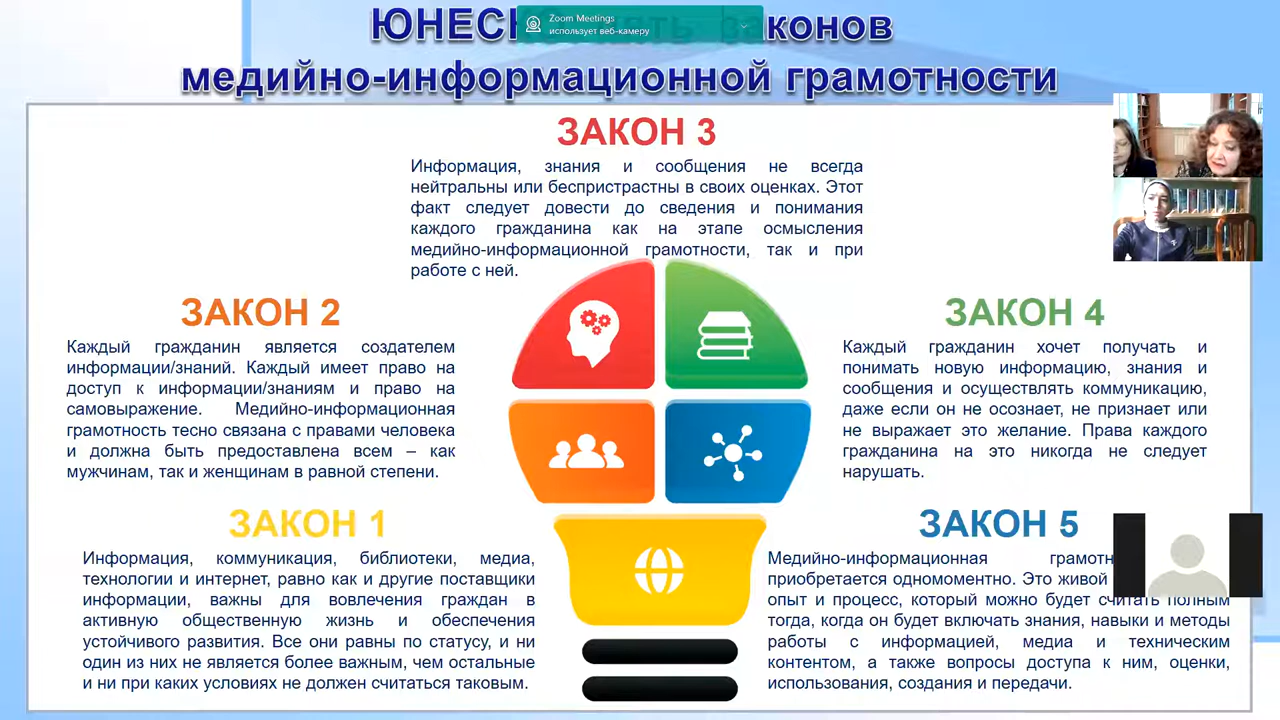 ЮНЕСК законов
медийно-информационной грамотности
Zoom Meetings
использует веб-камеру
ЗАКОН 3
Информация, знания и сообщения не всегда
нейтральны или беспристрастны в своих оценках. Этот
факт следует довести до сведения и понимания
каждого гражданина как на этапе осмысления
медийно-информационной грамотности, так и при
работе с ней.
ЗАКОН 2
Каждый гражданин является создателем
информации/знаний. Каждый имеет право на
доступ к информации/знаниям и право на
самовыражение. Медийно-информационная
грамотность тесно связана с правами человека
и должна быть предоставлена всем – как
мужчинам, так и женщинам в равной степени.
ЗАКОН 4
Каждый гражданин хочет получать и
понимать новую информацию, знания и
сообщения и осуществлять коммуникацию,
даже если он не осознает, не признает или
не выражает это желание. Права каждого
гражданина на это никогда не следует
нарушать.
ЗАКОН 1
Информация, коммуникация, библиотеки, медиа,
технологии и интернет, равно как и другие поставщики
информации, важны для вовлечения граждан в
активную общественную жизнь и обеспечения
устойчивого развития. Все они равны по статусу, и ни
один из них не является более важным, чем остальные
и ни при каких условиях не должен считаться таковым.
ЗАКОН 5
Медийно-информационная грамотн
приобретается одномоментно. Это живой
опыт и процесс, который можно будет считать полным
тогда, когда он будет включать знания, навыки и методы
работы с информацией, медиа и техническим
контентом, а также вопросы доступа к ним, оценки,
использования, создания и передачи.